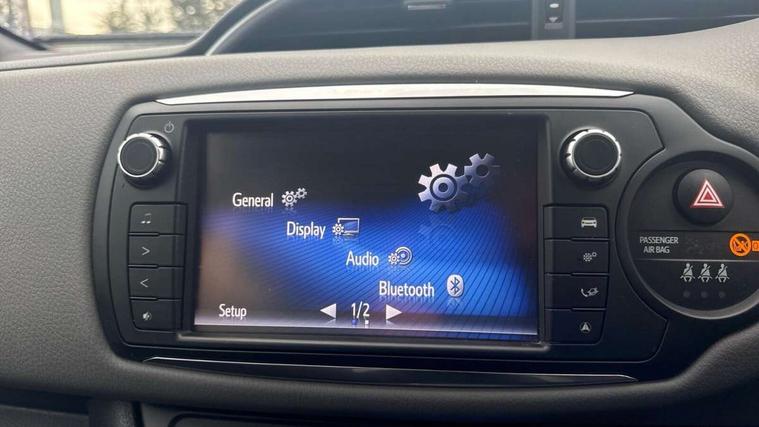 General
Display
Audio
Bluetooth
Setup
1/2
PASSENGER
AIR BAG